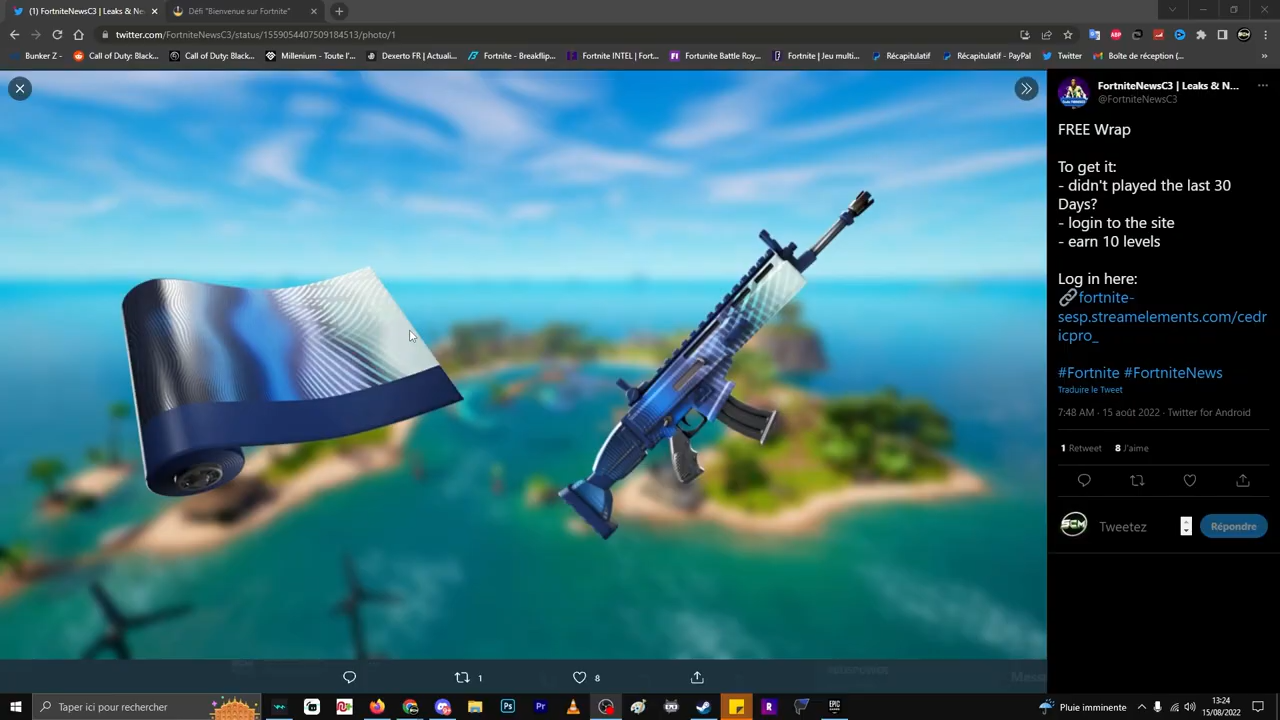 (1) FortniteNewsC3 | Leaks & Ne
Défi "Bienvenue sur Fortnite"
twitter.com/FortniteNewsC3/status/1559054407509184513/photo/1
Bunker Z -
Call of Duty: Black...
Call of Duty: Black...
Millenium - Toute l'...
Dexerto FR | Actuali...
Fortnite - Breakflip...
Fortnite INTEL | Fort...
Fortunite Battle Roy...
Fortnite | Jeu multi...
Récapitulatif
Récapitulatif - PayPal
Twitter
Boîte de réception (...
FortniteNewsC3 | Leaks & N...
@FortniteNewsC3
FREE Wrap
To get it:
- didn't played the last 30
Days?
- login to the site
- earn 10 levels
Log in here:
fortnite-
sesp.streamelements.com/cedr
icpro_
#Fortnite #FortniteNews
Traduire le Tweet
7:48 AM · 15 août 2022 · Twitter for Android
1 Retweet 8 J'aime
SCM
Tweetez
Répondre
1
8
Taper ici pour rechercher
Pluie imminente
13:24
15/08/2022